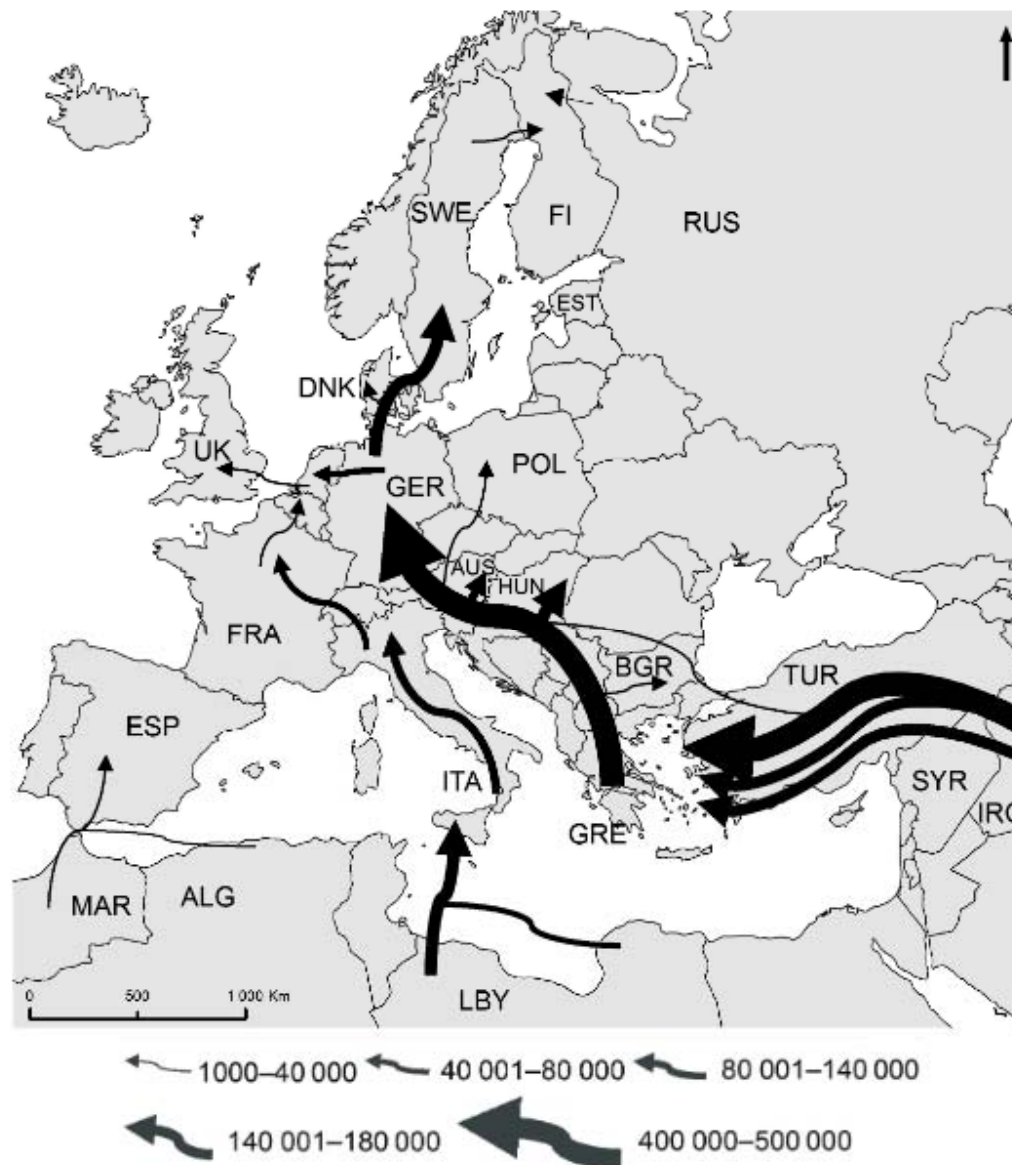 SWE
FI
RUS
EST
DNK
UK
POL
GER
AUS
HUN
FRA
BGR
TUR
ESP
ITA
SYR
GRE
MAR
ALG
LBY
0 500 1 000 Km
1000–40 000 40 001–80 000 80 001–140 000
140 001–180 000 400 000–500 000